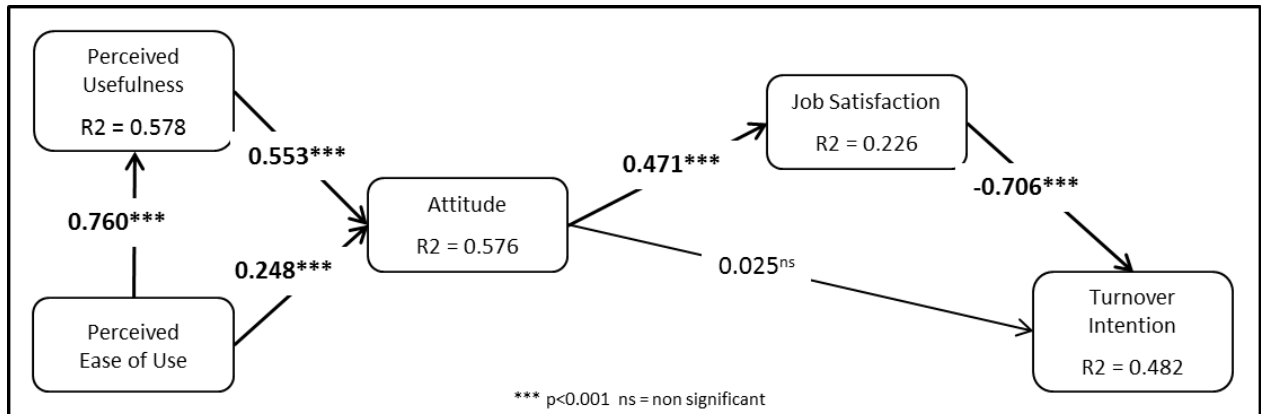 Perceived
Usefulness
R2 = 0.578
0.553***
0.760***
0.248***
Perceived
Ease of Use
Attitude
R2 = 0.576
0.471***
Job Satisfaction
R2 = 0.226
-0.706***
0.025ns
Turnover
Intention
R2 = 0.482
*** p<0.001 ns = non significant